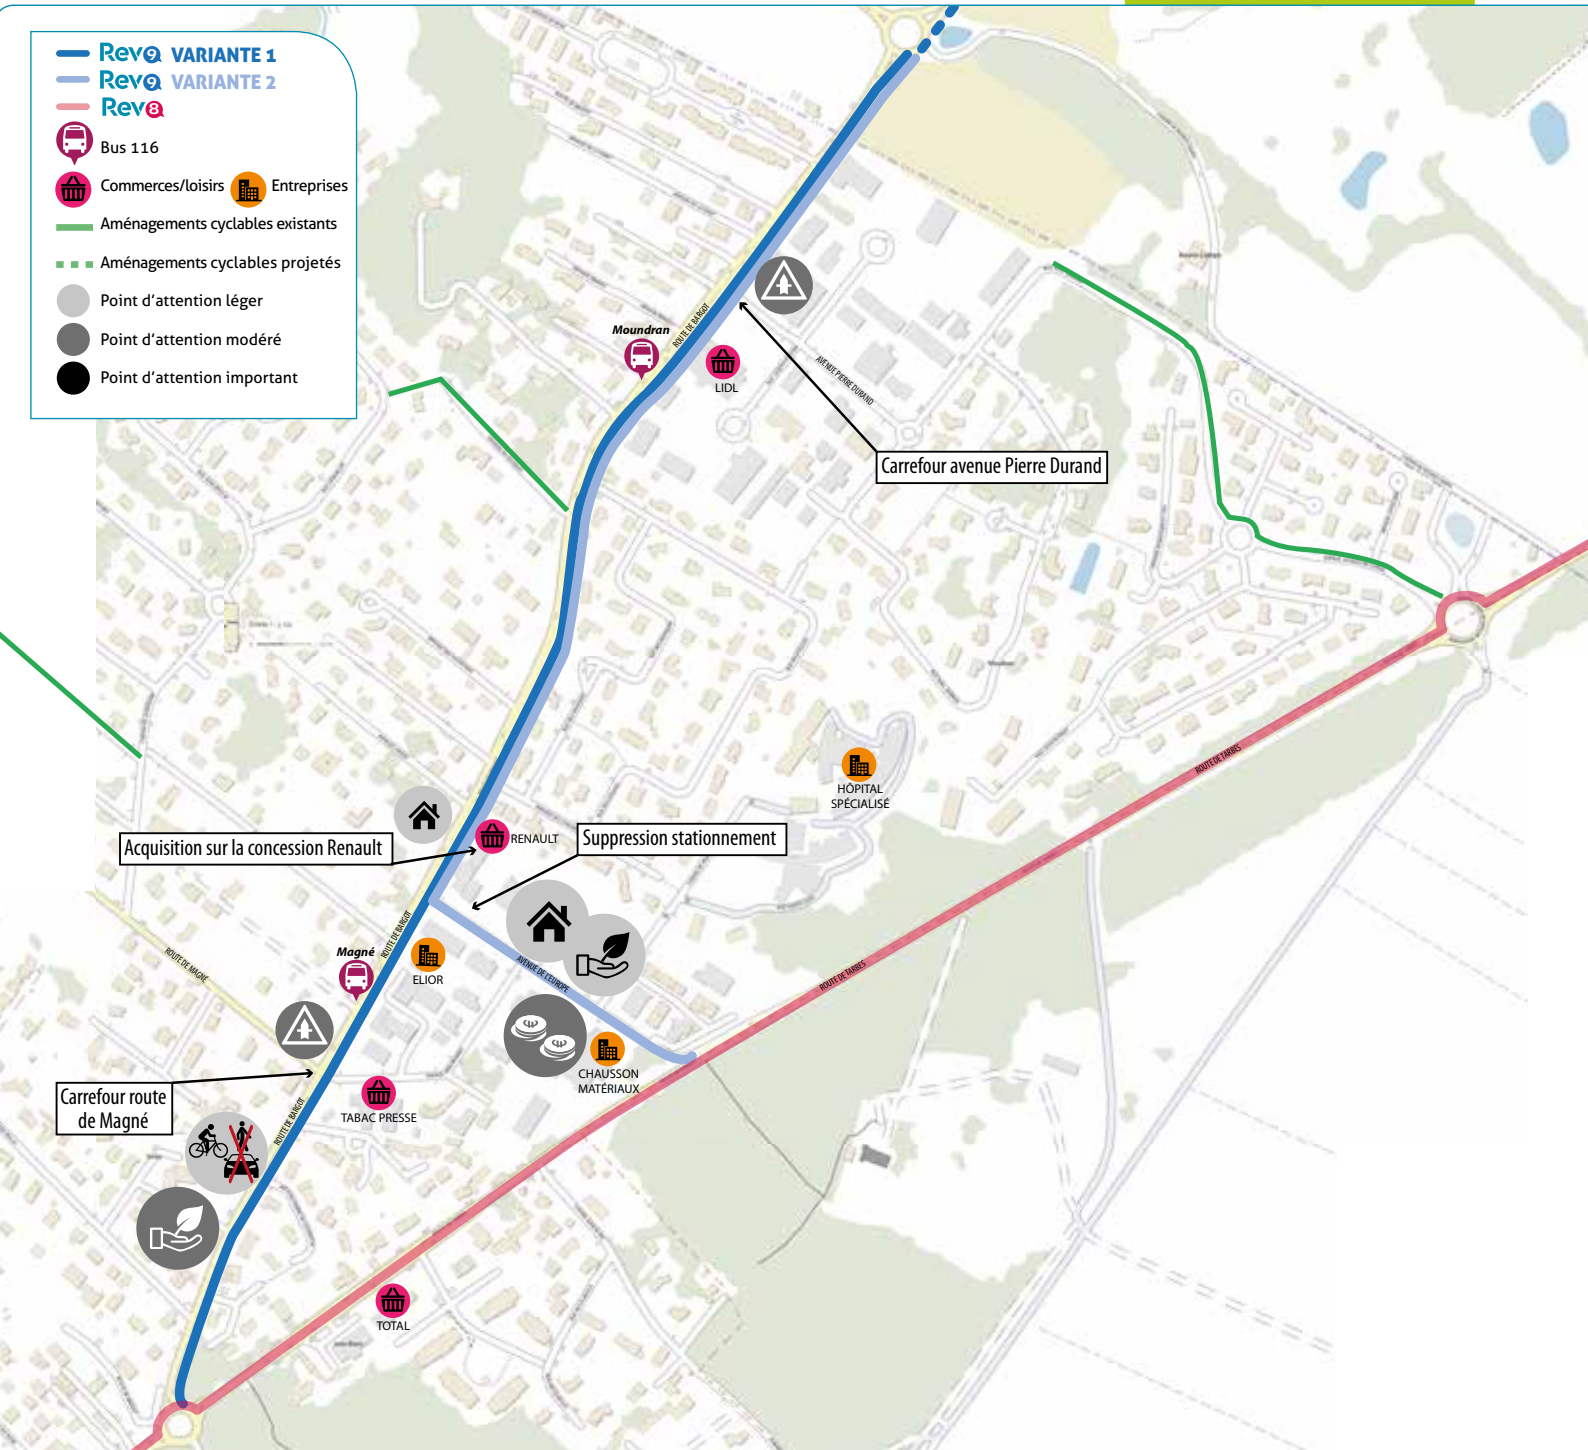 Rev9 VARIANTE 1
Rev9 VARIANTE 2
Rev8
Bus 116
Commerces/loisirs
Entreprises
Aménagements cyclables existants
Aménagements cyclables projetés
Point d'attention léger
Point d'attention modéré
Point d'attention important
Moundran
ROUTE DE BARGOT
LIDL
AVENUE PIERRE DURAND
Carrefour avenue Pierre Durand
ROUTE DE TARBES
HÔPITAL
SPÉCIALISÉ
Acquisition sur la concession Renault
RENAULT
Suppression stationnement
ROUTE DE BARGOT
Magné
ROUTE DE MAGNÉ
ELIOR
AVENUE DE L'EUROPE
ROUTE DE TARBES
CHAUSSON
MATÉRIAUX
Carrefour route
de Magné
TABAC PRESSE
ROUTE DE BARGOT
TOTAL